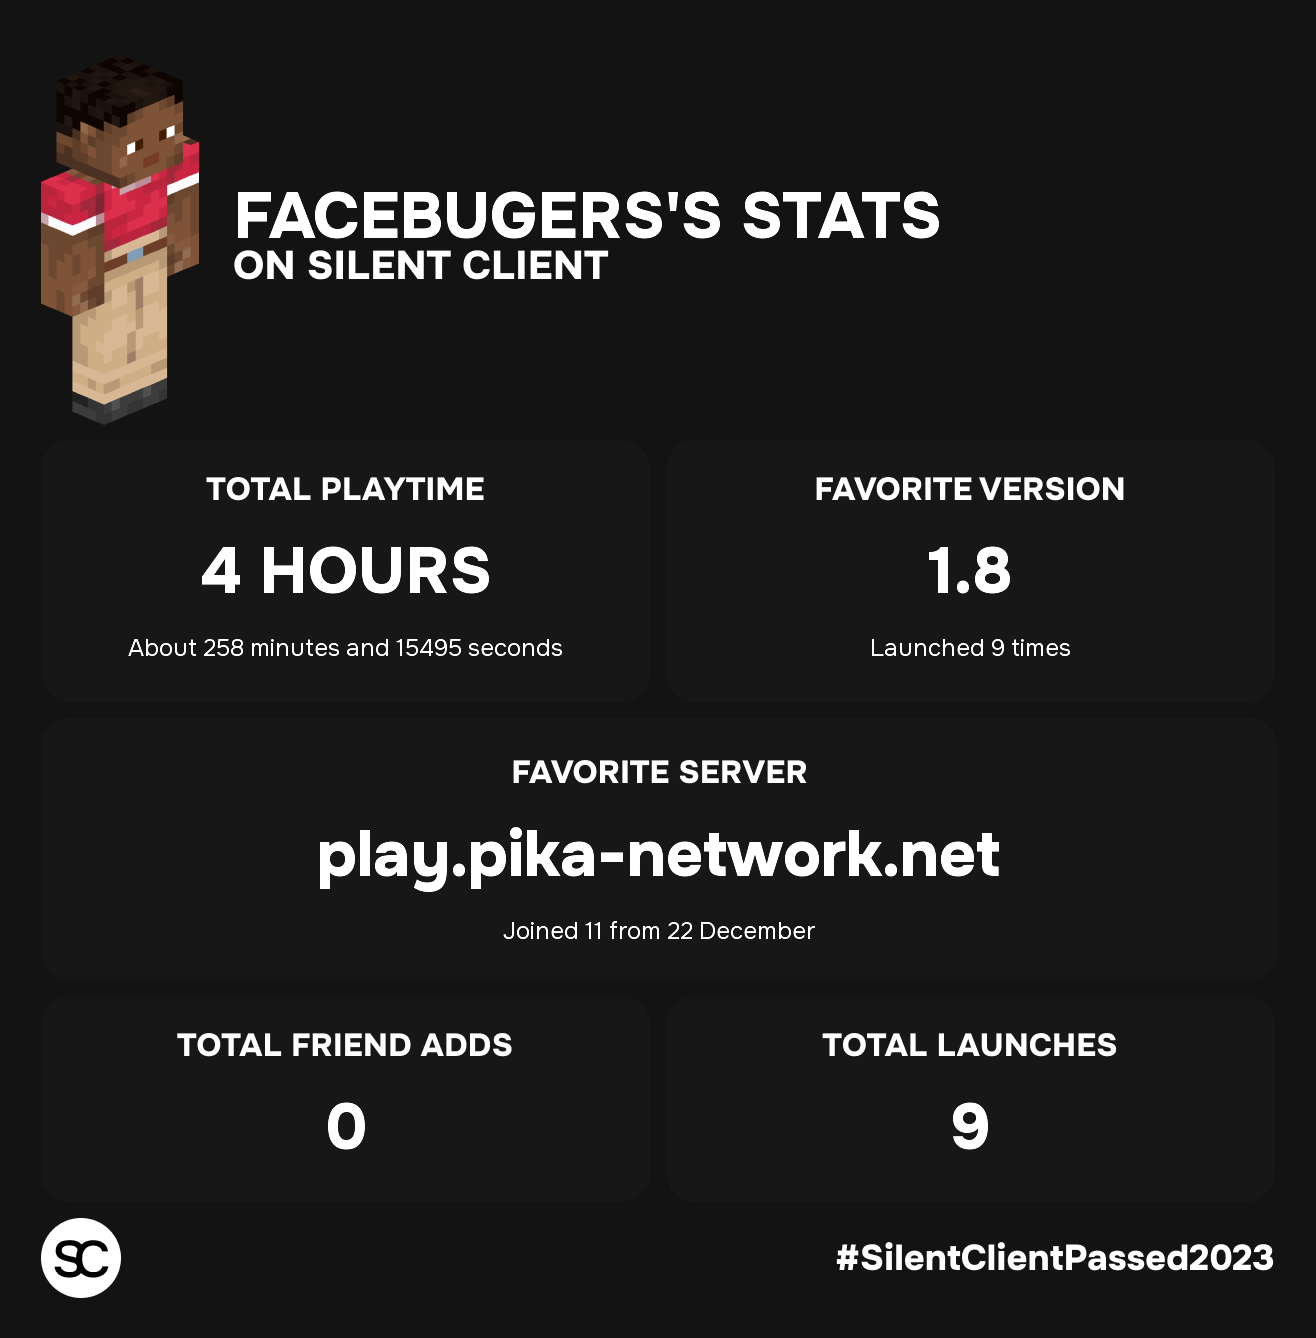 FACEBUGERS'S STATS
ON SILENT CLIENT
TOTAL PLAYTIME
4 HOURS
About 258 minutes and 15495 seconds
FAVORITE VERSION
1.8
Launched 9 times
FAVORITE SERVER
play.pika-network.net
Joined 11 from 22 December
TOTAL FRIEND ADDS
0
TOTAL LAUNCHES
9
SC
#SilentClientPassed2023